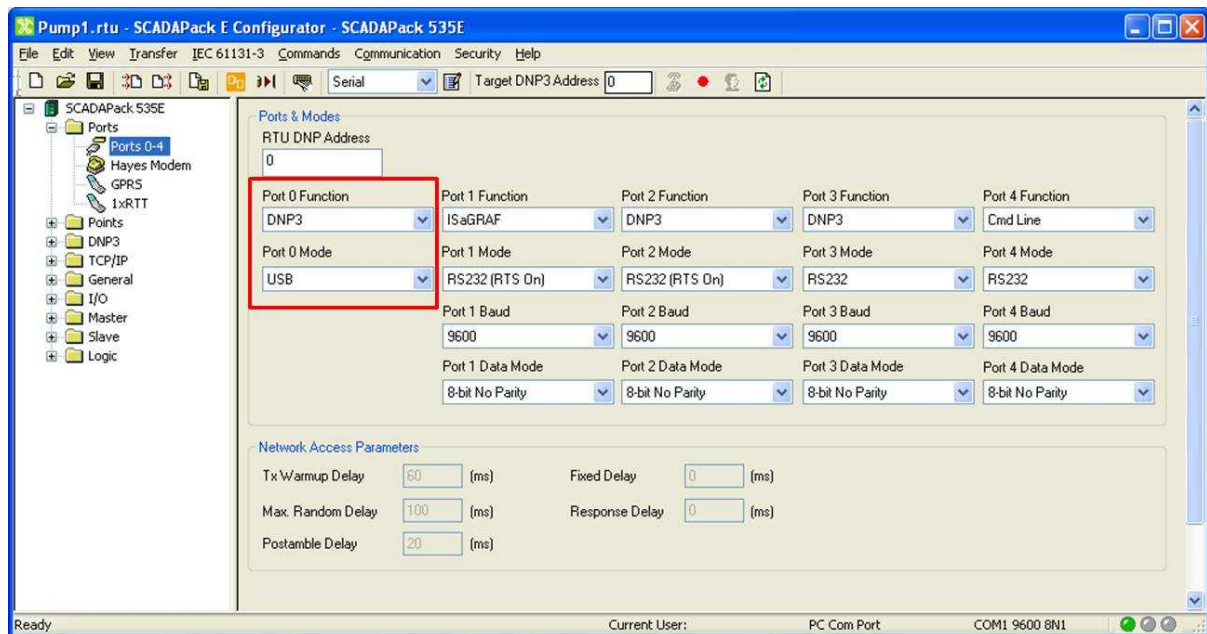 Pump1.rtu - SCADAPack E Configurator - SCADAPack 535E
File Edit View Transfer IEC 61131-3 Commands Communication Security Help
Serial Target DNP3 Address 0
SCADAPack 535E
Ports
Ports 0-4
Hayes Modem
GPRS
1xRTT
Points
DNP3
TCP/IP
General
I/O
Master
Slave
Logic
Ports & Modes
RTU DNP Address
0
Port 0 Function Port 1 Function Port 2 Function Port 3 Function Port 4 Function
DNP3 ISaGRAF DNP3 DNP3 Cmd Line
Port 0 Mode Port 1 Mode Port 2 Mode Port 3 Mode Port 4 Mode
USB RS232 (RTS On) RS232 (RTS On) RS232 RS232
Port 1 Baud Port 2 Baud Port 3 Baud Port 4 Baud
9600 9600 9600 9600
Port 1 Data Mode Port 2 Data Mode Port 3 Data Mode Port 4 Data Mode
8-bit No Parity 8-bit No Parity 8-bit No Parity 8-bit No Parity
Network Access Parameters
Tx Warmup Delay 60 (ms) Fixed Delay 0 (ms)
Max. Random Delay 100 (ms) Response Delay 0 (ms)
Postamble Delay 20 (ms)
Ready Current User: PC Com Port COM1 9600 8N1